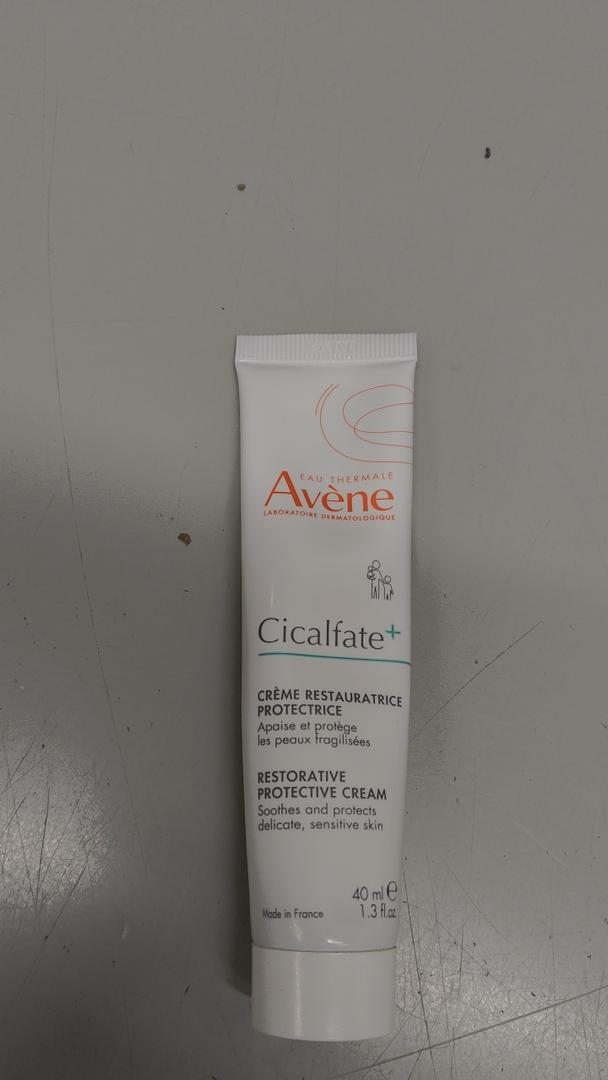 EAU THERMALE
Avène
LABORATOIRE DERMATOLOGIQUE
Cicalfate+
CRÈME RESTAURATRICE
PROTECTRICE
Apaise et protège
les peaux fragilisées
RESTORATIVE
PROTECTIVE CREAM
Soothes and protects
delicate, sensitive skin
40 ml e
Made in France 1.3 fl.oz